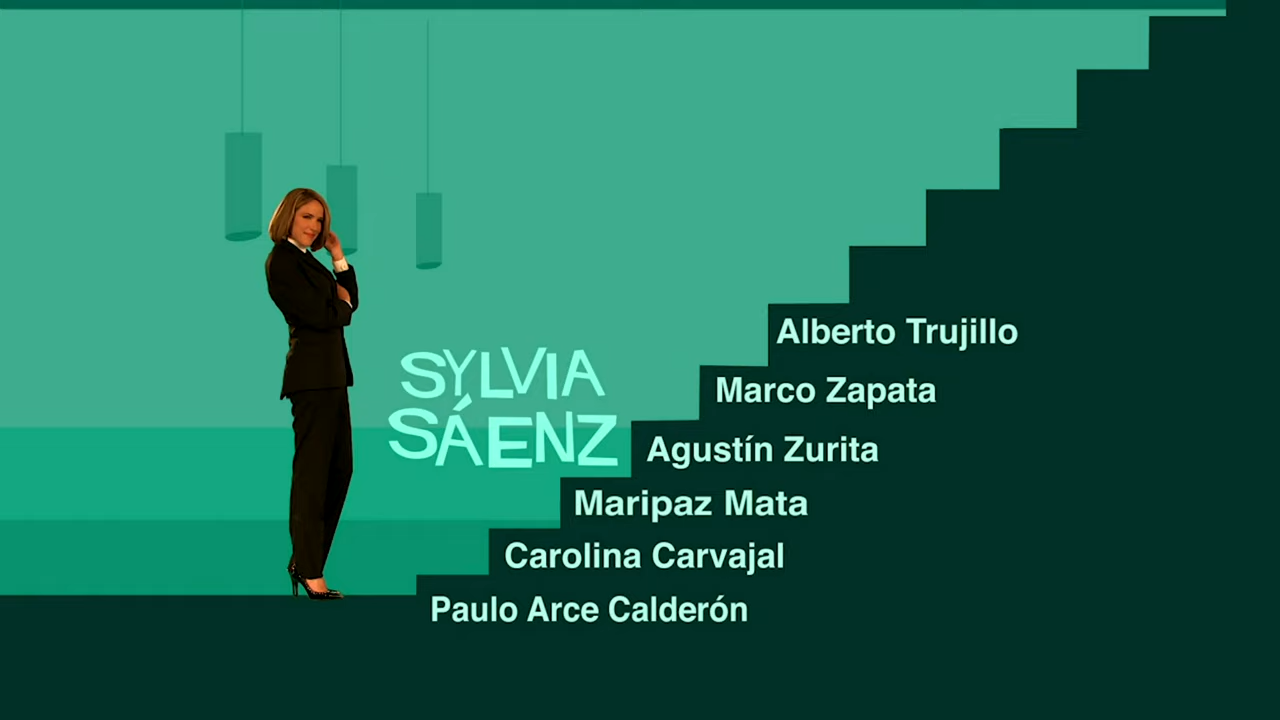 SYLVIA
SÁENZ
Alberto Trujillo
Marco Zapata
Agustín Zurita
Maripaz Mata
Carolina Carvajal
Paulo Arce Calderón